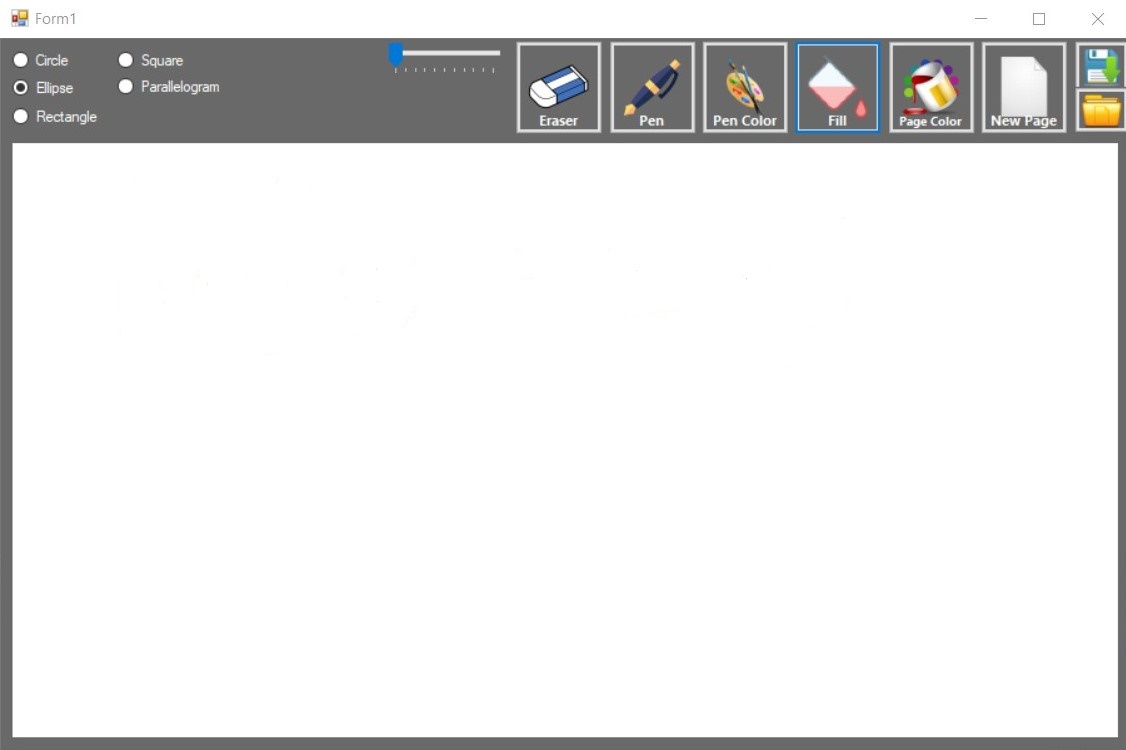 Form1
Circle
Square
Ellipse
Parallelogram
Rectangle
Eraser
Pen
Pen Color
Fill
Page Color
New Page